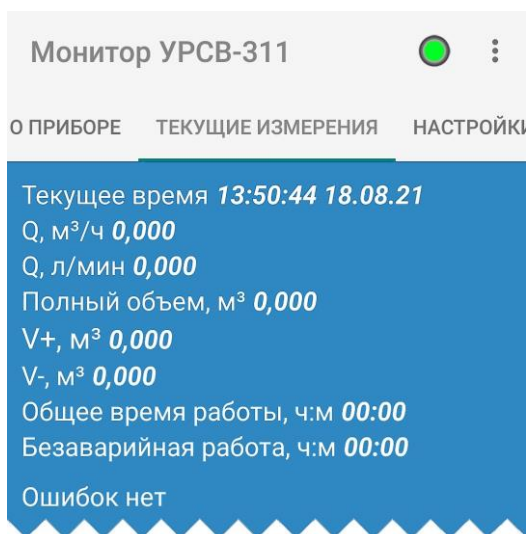 Монитор УРСВ-311
О ПРИБОРЕ ТЕКУЩИЕ ИЗМЕРЕНИЯ НАСТРОЙКИ
Текущее время 13:50:44 18.08.21
Q, м³/ч 0,000
Q, л/мин 0,000
Полный объем, м³ 0,000
V+, м³ 0,000
V-, м³ 0,000
Общее время работы, ч:м 00:00
Безаварийная работа, ч:м 00:00
Ошибок нет